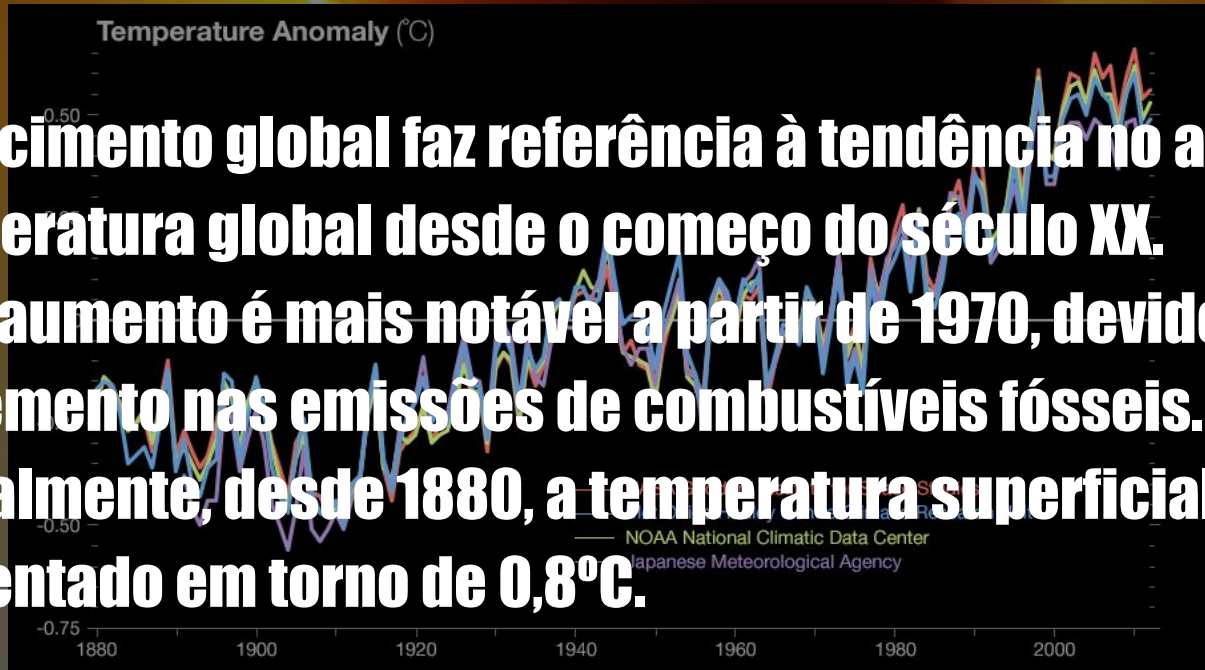 Temperature Anomaly (°C)
0.50
cimento global faz referência à tendência no a
eratura global desde o começo do século XX.
aumento é mais notável a partir de 1970, devid
emento nas emissões de combustíveis fósseis.
almente, desde 1880, a temperatura superficial
entado em torno de 0,8ºC.
-0.50
NOAA National Climatic Data Center
Japanese Meteorological Agency
-0.75
1880 1900 1920 1940 1960 1980 2000